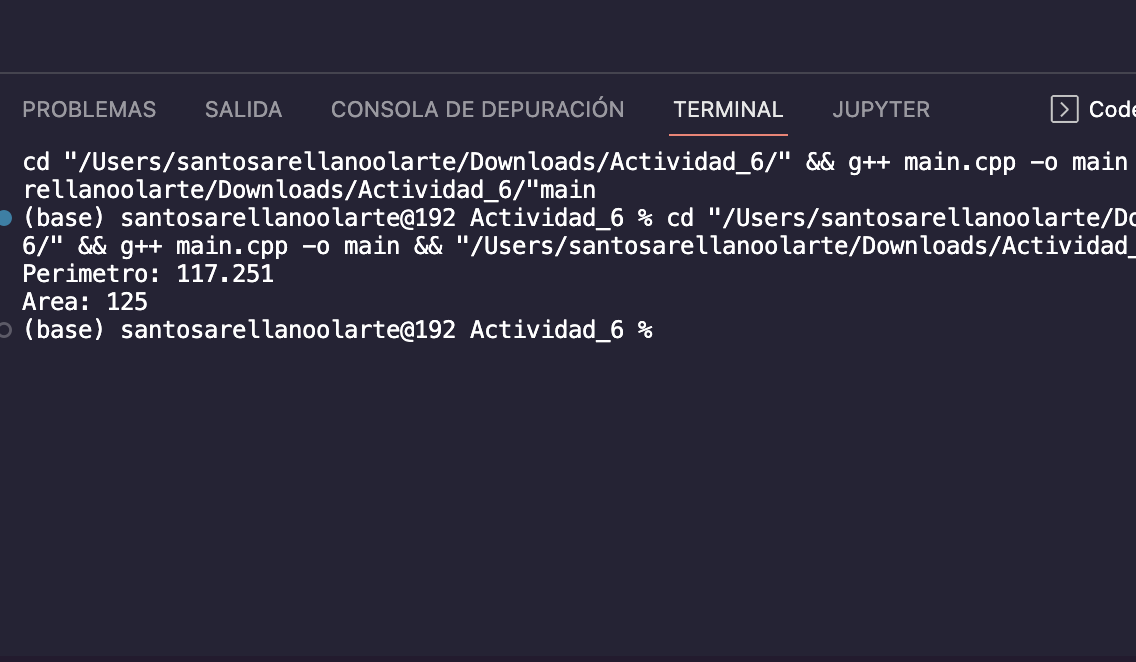 PROBLEMAS SALIDA CONSOLA DE DEPURACIÓN TERMINAL JUPYTER Code
cd "/Users/santosarellanoolarte/Downloads/Actividad_6/" && g++ main.cpp -o main
rellanoolarte/Downloads/Actividad_6/"main
(base) santosarellanoolarte@192 Actividad_6 % cd "/Users/santosarellanoolarte/Do
6/" && g++ main.cpp -o main && "/Users/santosarellanoolarte/Downloads/Actividad_
Perimetro: 117.251
Area: 125
(base) santosarellanoolarte@192 Actividad_6 %